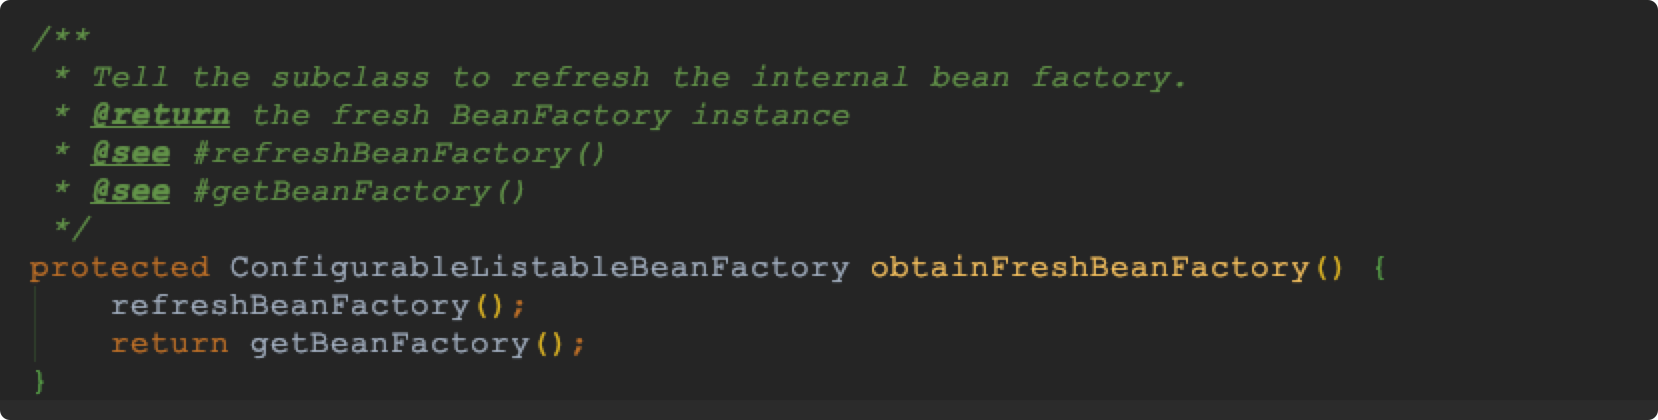 /**
 * Tell the subclass to refresh the internal bean factory.
 * @return the fresh BeanFactory instance
 * @see #refreshBeanFactory()
 * @see #getBeanFactory()
 */
protected ConfigurableListableBeanFactory obtainFreshBeanFactory() {
    refreshBeanFactory();
    return getBeanFactory();
}